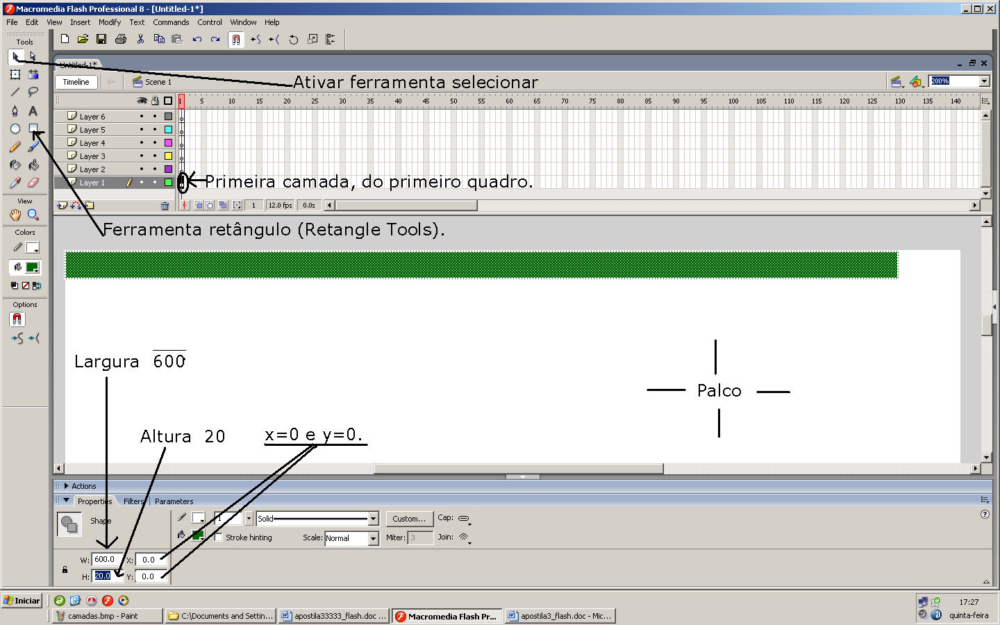 Macromedia Flash Professional 8 - [Untitled-1*]
File Edit View Insert Modify Text Commands Control Window Help
Tools
Untitled-1*
Ativar ferramenta selecionar
Timeline Scene 1 200%
1 5 10 15 20 25 30 35 40 45 50 55 60 65 70 75 80 85 90 95 100 105 110 115 120 125 130 135 140
Layer 6
Layer 5
Layer 4
Layer 3
Layer 2
Layer 1
Primeira camada, do primeiro quadro.
1 12.0 fps 0.0s
View
Colors
Options
Ferramenta retângulo (Retangle Tools).
Largura 600
Palco
Altura 20 x=0 e y=0.
Actions
Properties Filters Parameters
Shape 1 Solid Custom... Cap:
Stroke hinting Scale: Normal Miter: 3 Join:
W: 600.0 X: 0.0
H: 20.0 Y: 0.0
Iniciar 17:27
camadas.bmp - Paint C:\Documents and Settin... apostila33333_flash.doc ... Macromedia Flash Pr... apostila3_flash.doc - Mic... quinta-feira